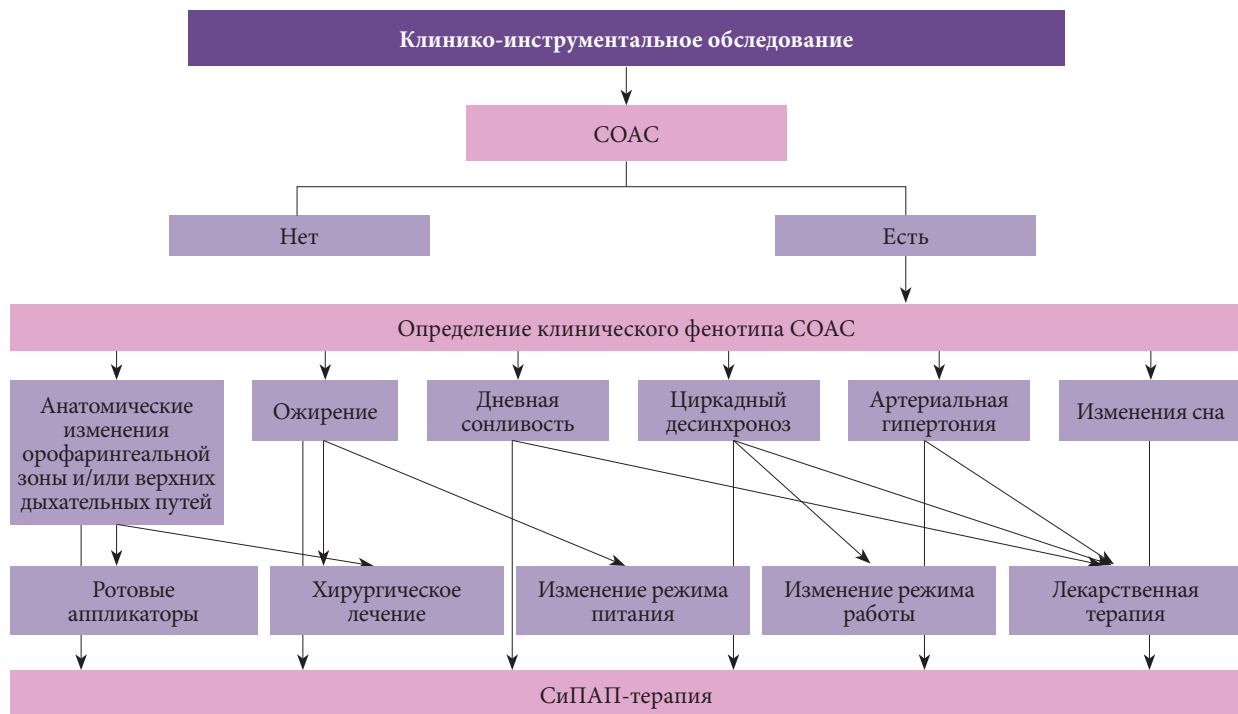 Клинико-инструментальное обследование
СОАС
Нет
Есть
Определение клинического фенотипа СОАС
Анатомические
изменения
орофарингеальной
зоны и/или верхних
дыхательных путей
Ожирение
Дневная
сонливость
Циркадный
десинхроноз
Артериальная
гипертония
Изменения сна
Ротовые
аппликаторы
Хирургическое
лечение
Изменение режима
питания
Изменение режима
работы
Лекарственная
терапия
СиПАП-терапия